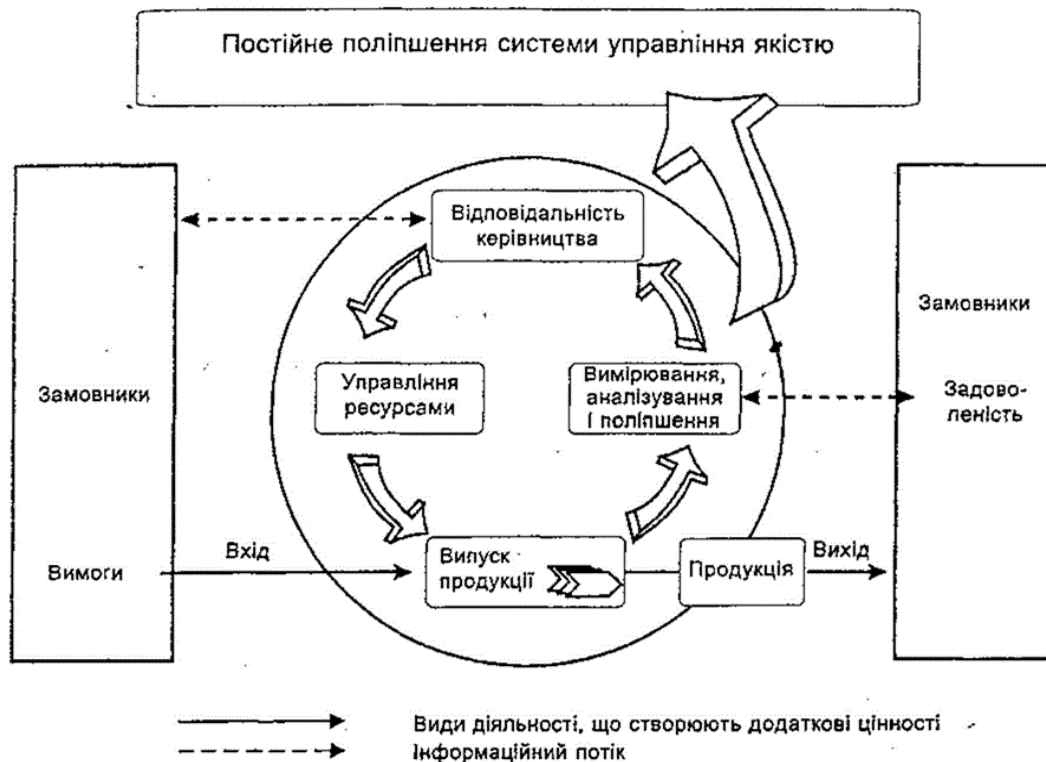 Постійне поліпшення системи управління якістю
Відповідальність
керівництва
Замовники
Вимоги
Управління
ресурсами
Вимірювання,
аналізування
і поліпшення
Замовники
Задово-
леність
Вхід
Випуск
продукції
Продукція
Вихід
Види діяльності, що створюють додаткові цінності
Інформаційний потік